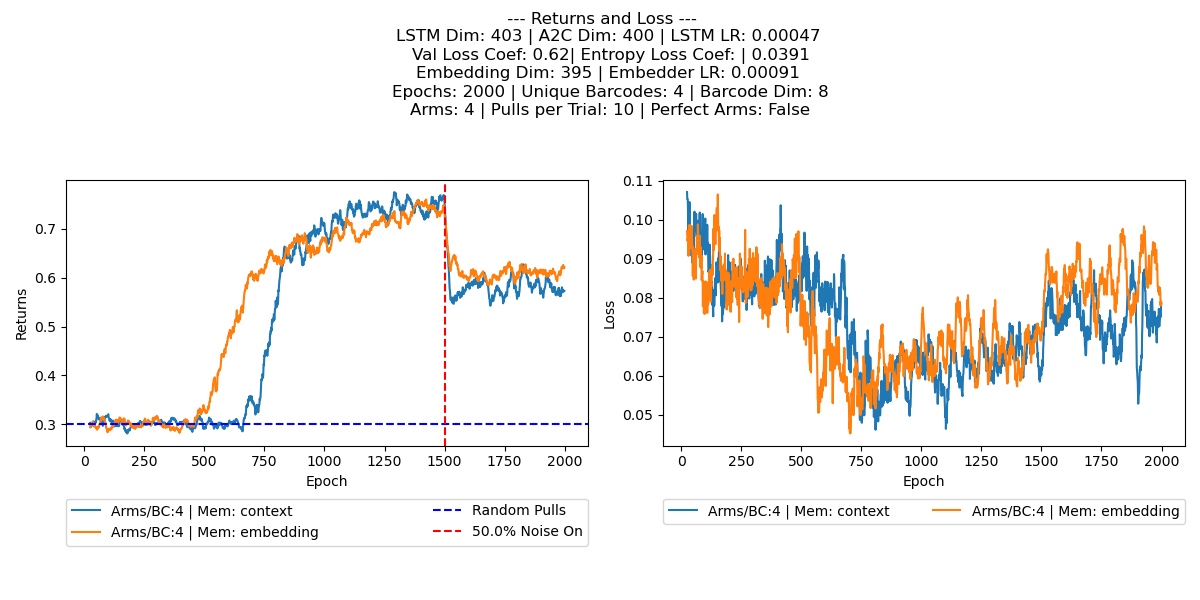 --- Returns and Loss ---
LSTM Dim: 403 | A2C Dim: 400 | LSTM LR: 0.00047
Val Loss Coef: 0.62| Entropy Loss Coef: | 0.0391
Embedding Dim: 395 | Embedder LR: 0.00091
Epochs: 2000 | Unique Barcodes: 4 | Barcode Dim: 8
Arms: 4 | Pulls per Trial: 10 | Perfect Arms: False
Returns
0.7
0.6
0.5
0.4
0.3
0 250 500 750 1000 1250 1500 1750 2000
Epoch
Arms/BC:4 | Mem: context
Arms/BC:4 | Mem: embedding
Random Pulls
50.0% Noise On
Loss
0.11
0.10
0.09
0.08
0.07
0.06
0.05
0 250 500 750 1000 1250 1500 1750 2000
Epoch
Arms/BC:4 | Mem: context
Arms/BC:4 | Mem: embedding